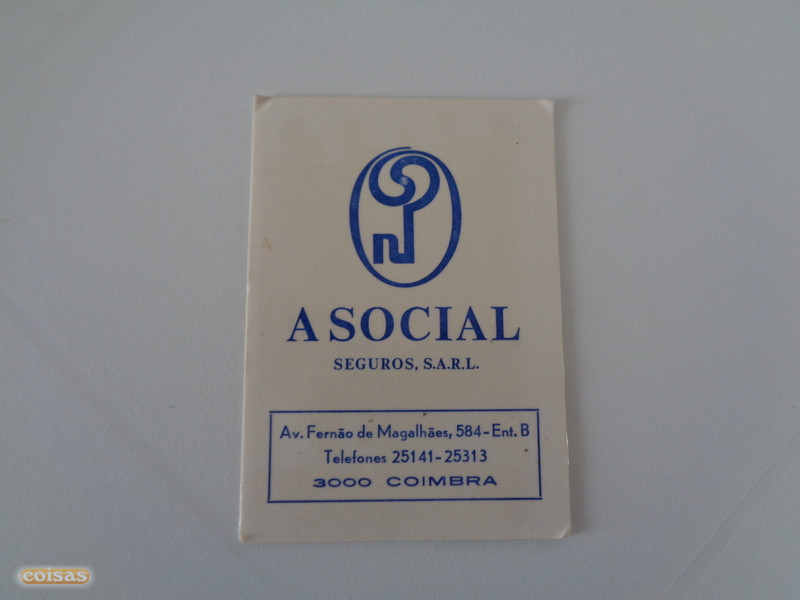 A SOCIAL
SEGUROS, S.A.R.L.
Av. Fernão de Magalhães, 584-Ent. B
Telefones 25141-25313
3000 COIMBRA
coisas